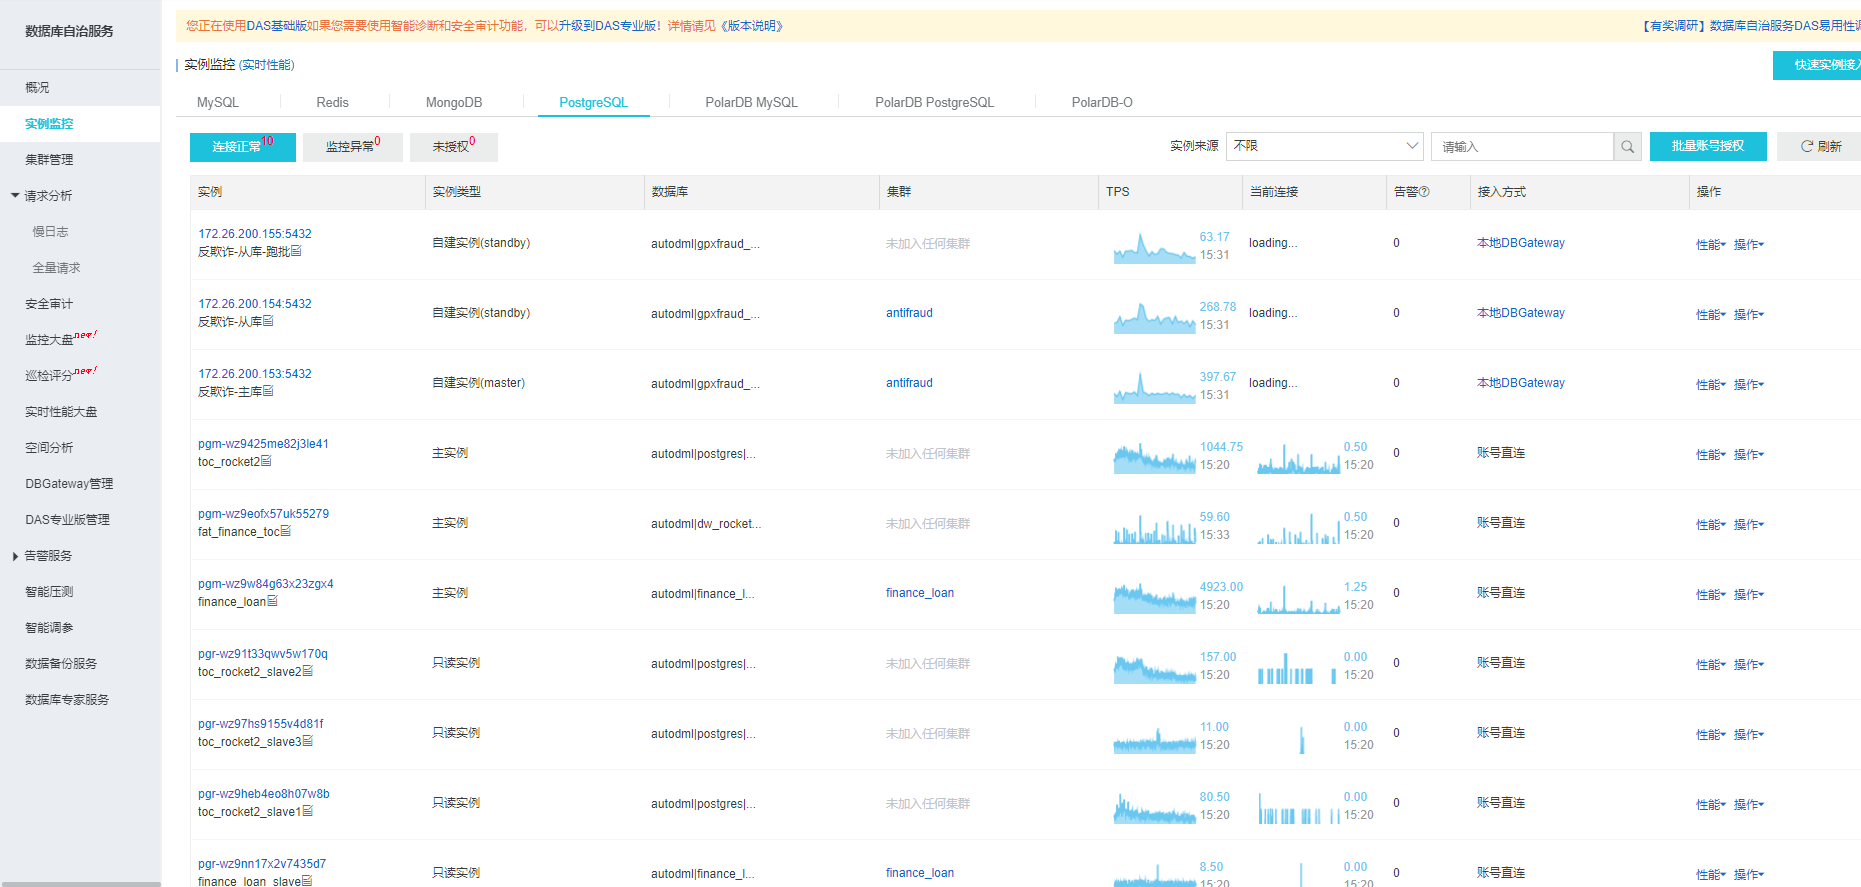 数据库自治服务
概况
实例监控
集群管理
请求分析
慢日志
全量请求
安全审计
监控大盘new!
巡检评分new!
实时性能大盘
空间分析
DBGateway管理
DAS专业版管理
告警服务
智能压测
智能调参
数据备份服务
数据库专家服务
您正在使用DAS基础版如果您需要使用智能诊断和安全审计功能，可以升级到DAS专业版！详情请见《版本说明》
【有奖调研】数据库自治服务DAS易用性
实例监控 (实时性能)
快速实例接入
MySQL Redis MongoDB PostgreSQL PolarDB MySQL PolarDB PostgreSQL PolarDB-O
连接正常10 监控异常0 未授权0 实例来源 不限 请输入 批量账号授权 刷新
实例 实例类型 数据库 集群 TPS 当前连接 告警? 接入方式 操作
172.26.200.155:5432
反欺诈-从库-跑批 自建实例(standby) autodml|gpxfraud_... 未加入任何集群 63.17 15:31 loading... 0 本地DBGateway 性能 操作
172.26.200.154:5432
反欺诈-从库 自建实例(standby) autodml|gpxfraud_... antifraud 268.78 15:31 loading... 0 本地DBGateway 性能 操作
172.26.200.153:5432
反欺诈-主库 自建实例(master) autodml|gpxfraud_... antifraud 397.67 15:31 loading... 0 本地DBGateway 性能 操作
pgm-wz9425me82j3le41
toc_rocket2 主实例 autodml|postgres|... 未加入任何集群 1044.75 15:20 0.50 15:20 0 账号直连 性能 操作
pgm-wz9eofx57uk55279
fat_finance_toc 主实例 autodml|dw_rocket... 未加入任何集群 59.60 15:33 0.50 15:20 0 账号直连 性能 操作
pgm-wz9w84g63x23zgx4
finance_loan 主实例 autodml|finance_l... finance_loan 4923.00 15:20 1.25 15:20 0 账号直连 性能 操作
pgr-wz91t33qwv5w170q
toc_rocket2_slave2 只读实例 autodml|postgres|... 未加入任何集群 157.00 15:20 0.00 15:20 0 账号直连 性能 操作
pgr-wz97hs9155v4d81f
toc_rocket2_slave3 只读实例 autodml|postgres|... 未加入任何集群 11.00 15:20 0.00 15:20 0 账号直连 性能 操作
pgr-wz9heb4eo8h07w8b
toc_rocket2_slave1 只读实例 autodml|postgres|... 未加入任何集群 80.50 15:20 0.00 15:20 0 账号直连 性能 操作
pgr-wz9nn17x2v7435d7
finance_loan_slave 只读实例 autodml|finance_l... finance_loan 8.50 15:20 0.00 15:20 0 账号直连 性能 操作